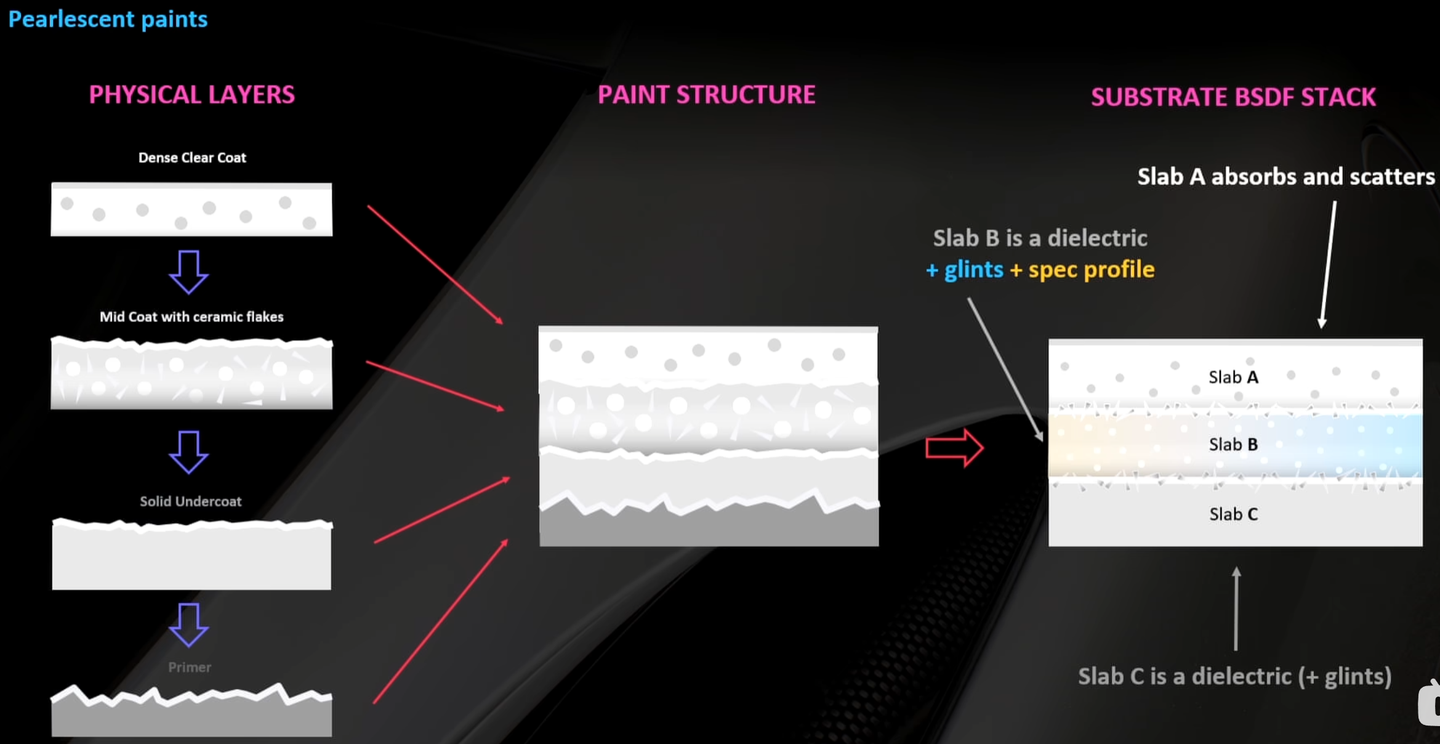 Pearlescent paints
PHYSICAL LAYERS
Dense Clear Coat
Mid Coat with ceramic flakes
Solid Undercoat
Primer
PAINT STRUCTURE
SUBSTRATE BSDF STACK
Slab A absorbs and scatters
Slab B is a dielectric
+ glints + spec profile
Slab A
Slab B
Slab C
Slab C is a dielectric (+ glints)